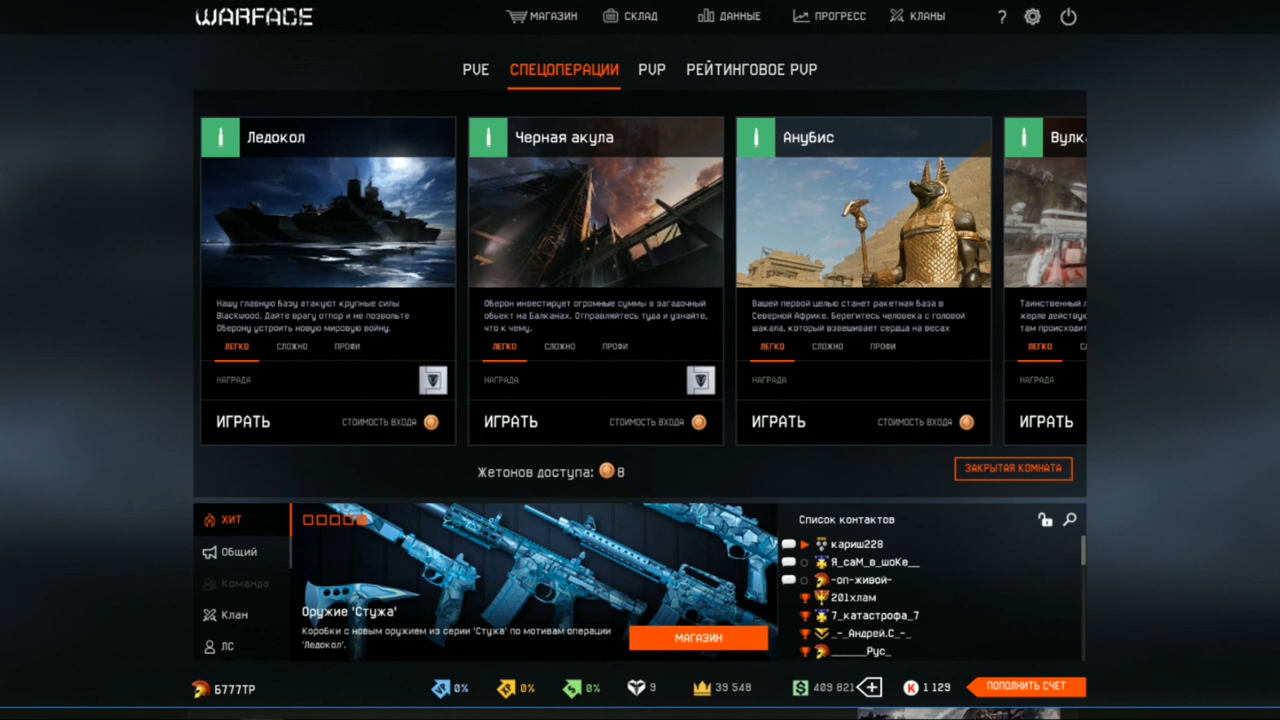 WARFACE
МАГАЗИН
СКЛАД
ДАННЫЕ
ПРОГРЕСС
КЛАНЫ
?
PVE
СПЕЦОПЕРАЦИИ
PVP
РЕЙТИНГОВОЕ PVP
Ледокол
Черная акула
Анубис
Нашу главную базу атакуют крупные силы
Blackwood. Дайте врагу отпор и не позвольте
Оберону устроить новую мировую войну.
Оберон инвестирует огромные суммы в загадочный
объект на Балканах. Отправляйтесь туда и узнайте,
что к чему.
Вашей первой целью станет ракетная база в
Северной Африке. Берегитесь человека с головой
шакала, который взвешивает сердца на весах
Таинственный
жерле
там
ЛЕГКО СЛОЖНО ПРОФИ
ЛЕГКО СЛОЖНО ПРОФИ
ЛЕГКО СЛОЖНО ПРОФИ
ЛЕГКО
НАГРАДА
НАГРАДА
НАГРАДА
НАГРАДА
ИГРАТЬ СТОИМОСТЬ ВХОДА
ИГРАТЬ СТОИМОСТЬ ВХОДА
ИГРАТЬ СТОИМОСТЬ ВХОДА
ИГРАТЬ
Жетонов доступа: 8
ЗАКРЫТАЯ КОМНАТА
ХИТ
Общий
Команда
Клан
ЛС
Оружие 'Стужа'
Коробки с новым оружием из серии 'Стужа' по мотивам операции
'Ледокол'.
МАГАЗИН
Список контактов
кариш228
Я_саМ_в_шоКе__
-оп-живой-
201хлам
7_катастрофа_7
_-_Андрей.С_-_
______Рус_
Б777ТР
0%
0%
0%
9
39 548
409 821
K 1 129
ПОПОЛНИТЬ СЧЕТ